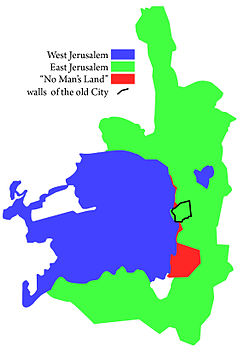 West Jerusalem
East Jerusalem
“No Man’s Land”
walls of the old City